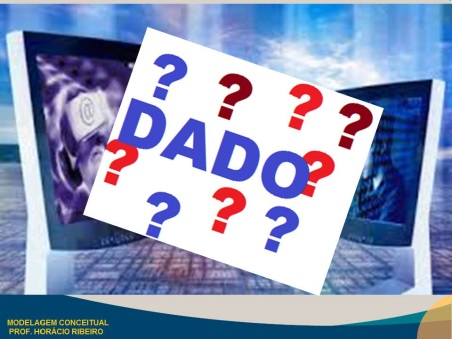 ? ? ? ?
DADO
? ?
? ? ?
@
MODELAGEM CONCEITUAL
PROF. HORÁCIO RIBEIRO